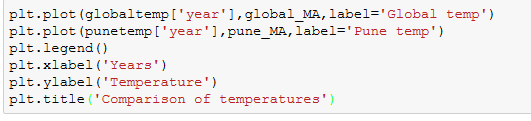 plt.plot(globaltemp['year'],global_MA,label='Global temp')
plt.plot(punetemp['year'],pune_MA,label='Pune temp')
plt.legend()
plt.xlabel('Years')
plt.ylabel('Temperature')
plt.title('Comparison of temperatures')